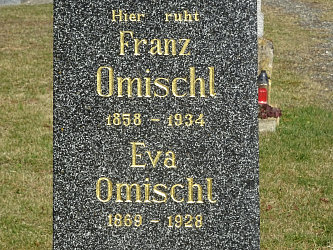 Hier ruht
Franz
Omischl
1858 - 1934
Eva
Omischl
1869 - 1928